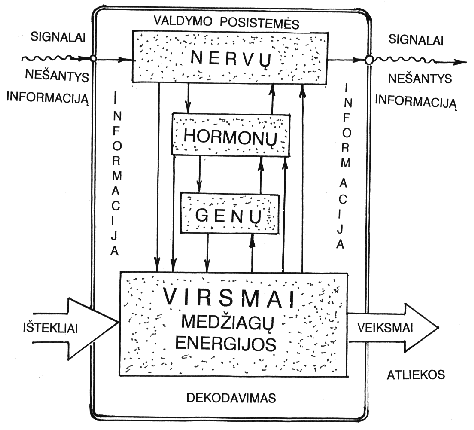 VALDYMO POSISTEMĖS
SIGNALAI
NEŠANTYS
INFORMACIJĄ
NERVŲ
SIGNALAI
NEŠANTYS
INFORMACIJĄ
INFORMACIJA
HORMONŲ
INFORMACIJA
GENŲ
IŠTEKLIAI
VIRSMAI
MEDŽIAGŲ
ENERGIJOS
VEIKSMAI
ATLIEKOS
DEKODAVIMAS